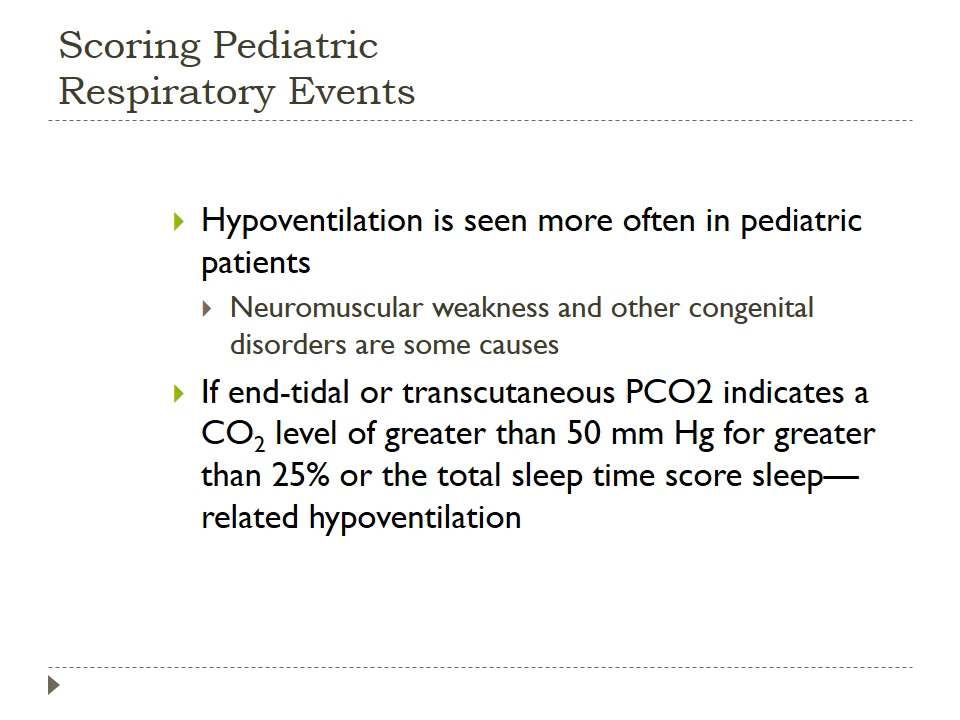 Scoring Pediatric
Respiratory Events
Hypoventilation is seen more often in pediatric
patients
Neuromuscular weakness and other congenital
disorders are some causes
If end-tidal or transcutaneous PCO2 indicates a
CO₂ level of greater than 50 mm Hg for greater
than 25% or the total sleep time score sleep—
related hypoventilation